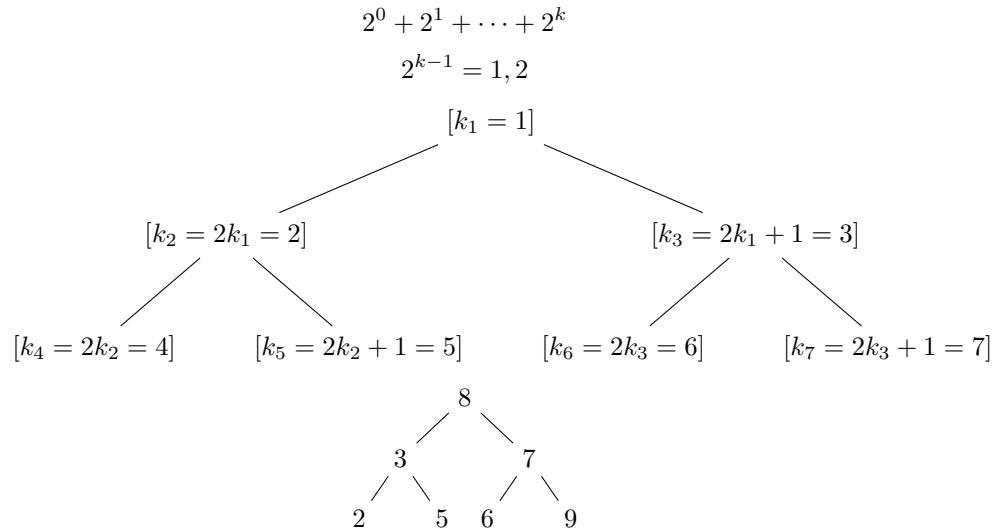 2^0 + 2^1 + ⋯ + 2^k
2^{k−1} = 1, 2
[k_1 = 1]
[k_2 = 2k_1 = 2] [k_3 = 2k_1 + 1 = 3]
[k_4 = 2k_2 = 4] [k_5 = 2k_2 + 1 = 5] [k_6 = 2k_3 = 6] [k_7 = 2k_3 + 1 = 7]
8
3 7
2 5 6 9